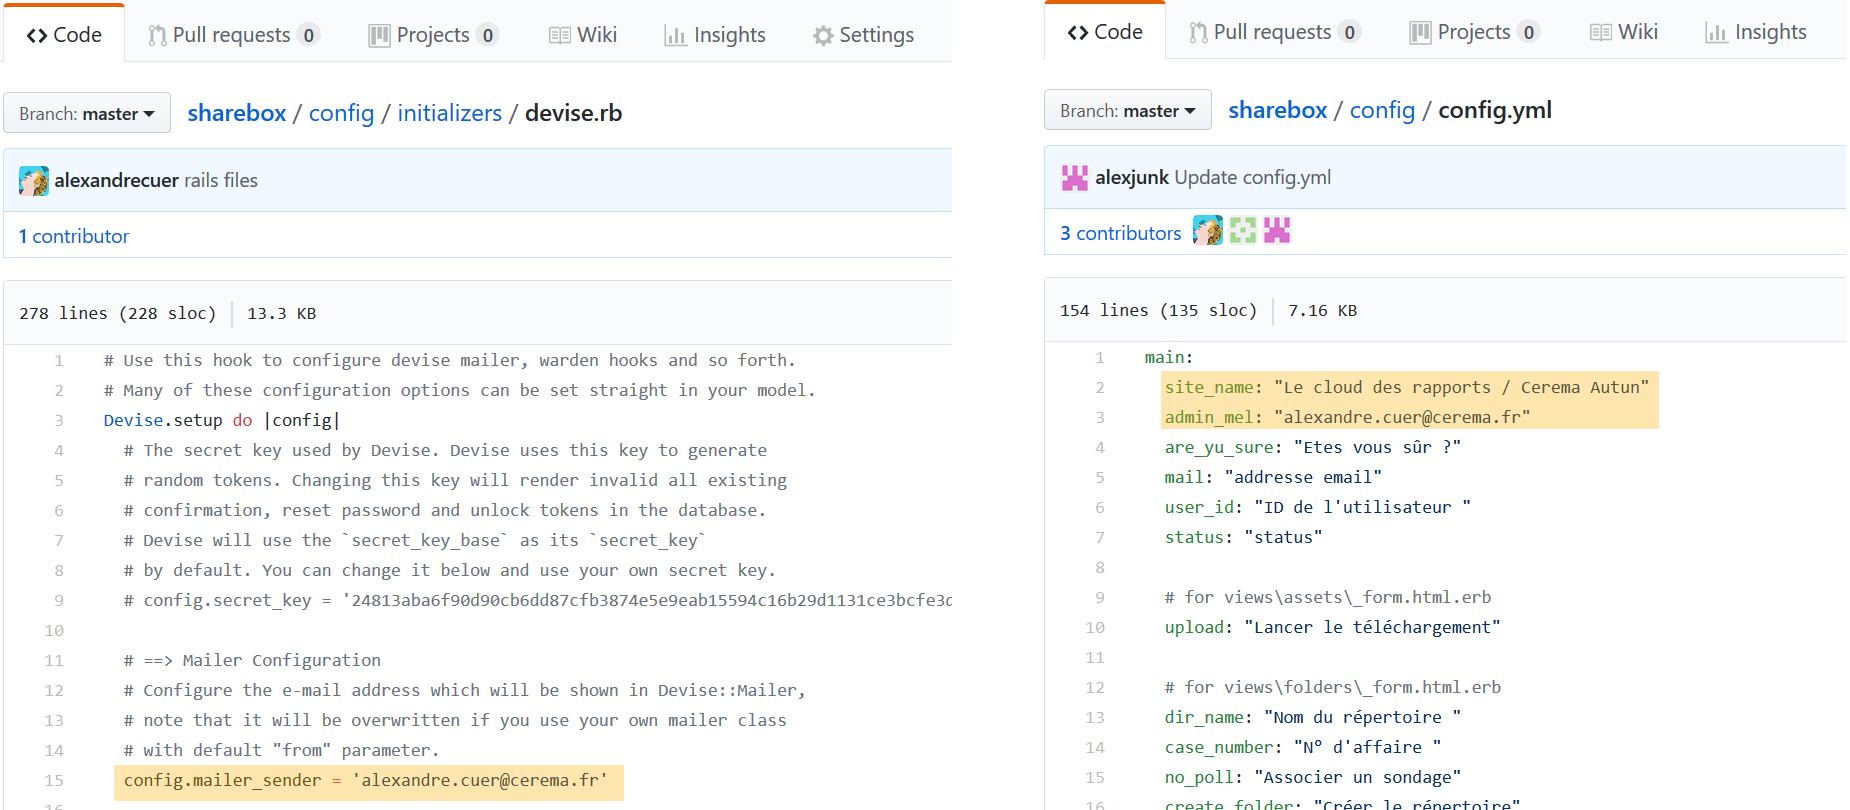 Code Pull requests 0 Projects 0 Wiki Insights Settings
Branch: master sharebox / config / initializers / devise.rb
alexandrecuer rails files
1 contributor
278 lines (228 sloc) 13.3 KB
1 # Use this hook to configure devise mailer, warden hooks and so forth.
2 # Many of these configuration options can be set straight in your model.
3 Devise.setup do |config|
4 # The secret key used by Devise. Devise uses this key to generate
5 # random tokens. Changing this key will render invalid all existing
6 # confirmation, reset password and unlock tokens in the database.
7 # Devise will use the `secret_key_base` as its `secret_key`
8 # by default. You can change it below and use your own secret key.
9 # config.secret_key = '24813aba6f90d90cb6dd87cfb3874e5e9eab15594c16b29d1131ce3bcfe3d
10
11 # ==> Mailer Configuration
12 # Configure the e-mail address which will be shown in Devise::Mailer,
13 # note that it will be overwritten if you use your own mailer class
14 # with default "from" parameter.
15 config.mailer_sender = 'alexandre.cuer@cerema.fr'
16
Code Pull requests 0 Projects 0 Wiki Insights
Branch: master sharebox / config / config.yml
alexjunk Update config.yml
3 contributors
154 lines (135 sloc) 7.16 KB
1 main:
2 site_name: "Le cloud des rapports / Cerema Autun"
3 admin_mel: "alexandre.cuer@cerema.fr"
4 are_yu_sure: "Etes vous sûr ?"
5 mail: "addresse email"
6 user_id: "ID de l'utilisateur "
7 status: "status"
8
9 # for views\assets\_form.html.erb
10 upload: "Lancer le téléchargement"
11
12 # for views\folders\_form.html.erb
13 dir_name: "Nom du répertoire "
14 case_number: "N° d'affaire "
15 no_poll: "Associer un sondage"
16 create_folder: "Créer le répertoire"